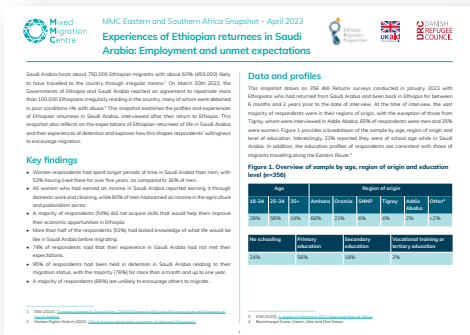 Mixed
Migration
Centre
MMC Eastern and Southern Africa Snapshot – April 2023
Experiences of Ethiopian returnees in Saudi
Arabia: Employment and unmet expectations
UKaid
DRC DANISH
REFUGEE
COUNCIL
Saudi Arabia hosts about 750,000 Ethiopian migrants with about 60% (450,000) likely
to have travelled to the country through irregular means.¹ On March 30th 2022, the
Governments of Ethiopia and Saudi Arabia reached an agreement to repatriate more
than 100,000 Ethiopians irregularly residing in the country, many of whom were detained
in poor conditions rife with abuse.² This snapshot examines the profiles and experiences
of Ethiopian returnees in Saudi Arabia, interviewed after their return to Ethiopia. This
snapshot also reflects on the expectations of Ethiopian returnees of life in Saudi Arabia
and their experiences of detention and explores how this shapes respondents' willingness
to encourage migration.
Key findings
• Women respondents had spent longer periods of time in Saudi Arabia than men, with
52% having lived there for over five years, as compared to 16% of men.
• All women who had earned an income in Saudi Arabia reported earning it through
domestic work and cleaning, while 80% of men had earned an income in the agriculture
and pastoralism sector.
• A majority of respondents (54%) did not acquire skills that would help them improve
their economic opportunities in Ethiopia.
• More than half of the respondents (51%) had lacked knowledge of what life would be
like in Saudi Arabia before migrating.
• 74% of respondents said that their experience in Saudi Arabia had not met their
expectations.
• 96% of respondents had been held in detention in Saudi Arabia relating to their
migration status, with the majority (78%) for more than a month and up to one year.
• A majority of respondents (89%) are unlikely to encourage others to migrate.
Data and profiles
This snapshot draws on 356 4Mi Returns surveys conducted in January 2023 with
Ethiopians who had returned from Saudi Arabia and been back in Ethiopia for between
6 months and 2 years prior to the date of interview. At the time of interview, the vast
majority of respondents were in their regions of origin, with the exception of those from
Tigray, whom were interviewed in Addis Ababa. 65% of respondents were men and 35%
were women. Figure 1 provides a breakdown of the sample by age, region of origin and
level of education. Interestingly, 21% reported they were of school age while in Saudi
Arabia. In addition, the education profiles of respondents are consistent with those of
migrants travelling along the Eastern Route.³
Figure 1. Overview of sample by age, region of origin and education
level (n=356)
Age Region of origin
18-24 25-34 35+ Amhara Oromia SNNP Tigray Addis Ababa Other⁴
28% 58% 14% 66% 21% 6% 4% 2% <2%
No schooling Primary education Secondary education Vocational training or tertiary education
24% 56% 18% 2%